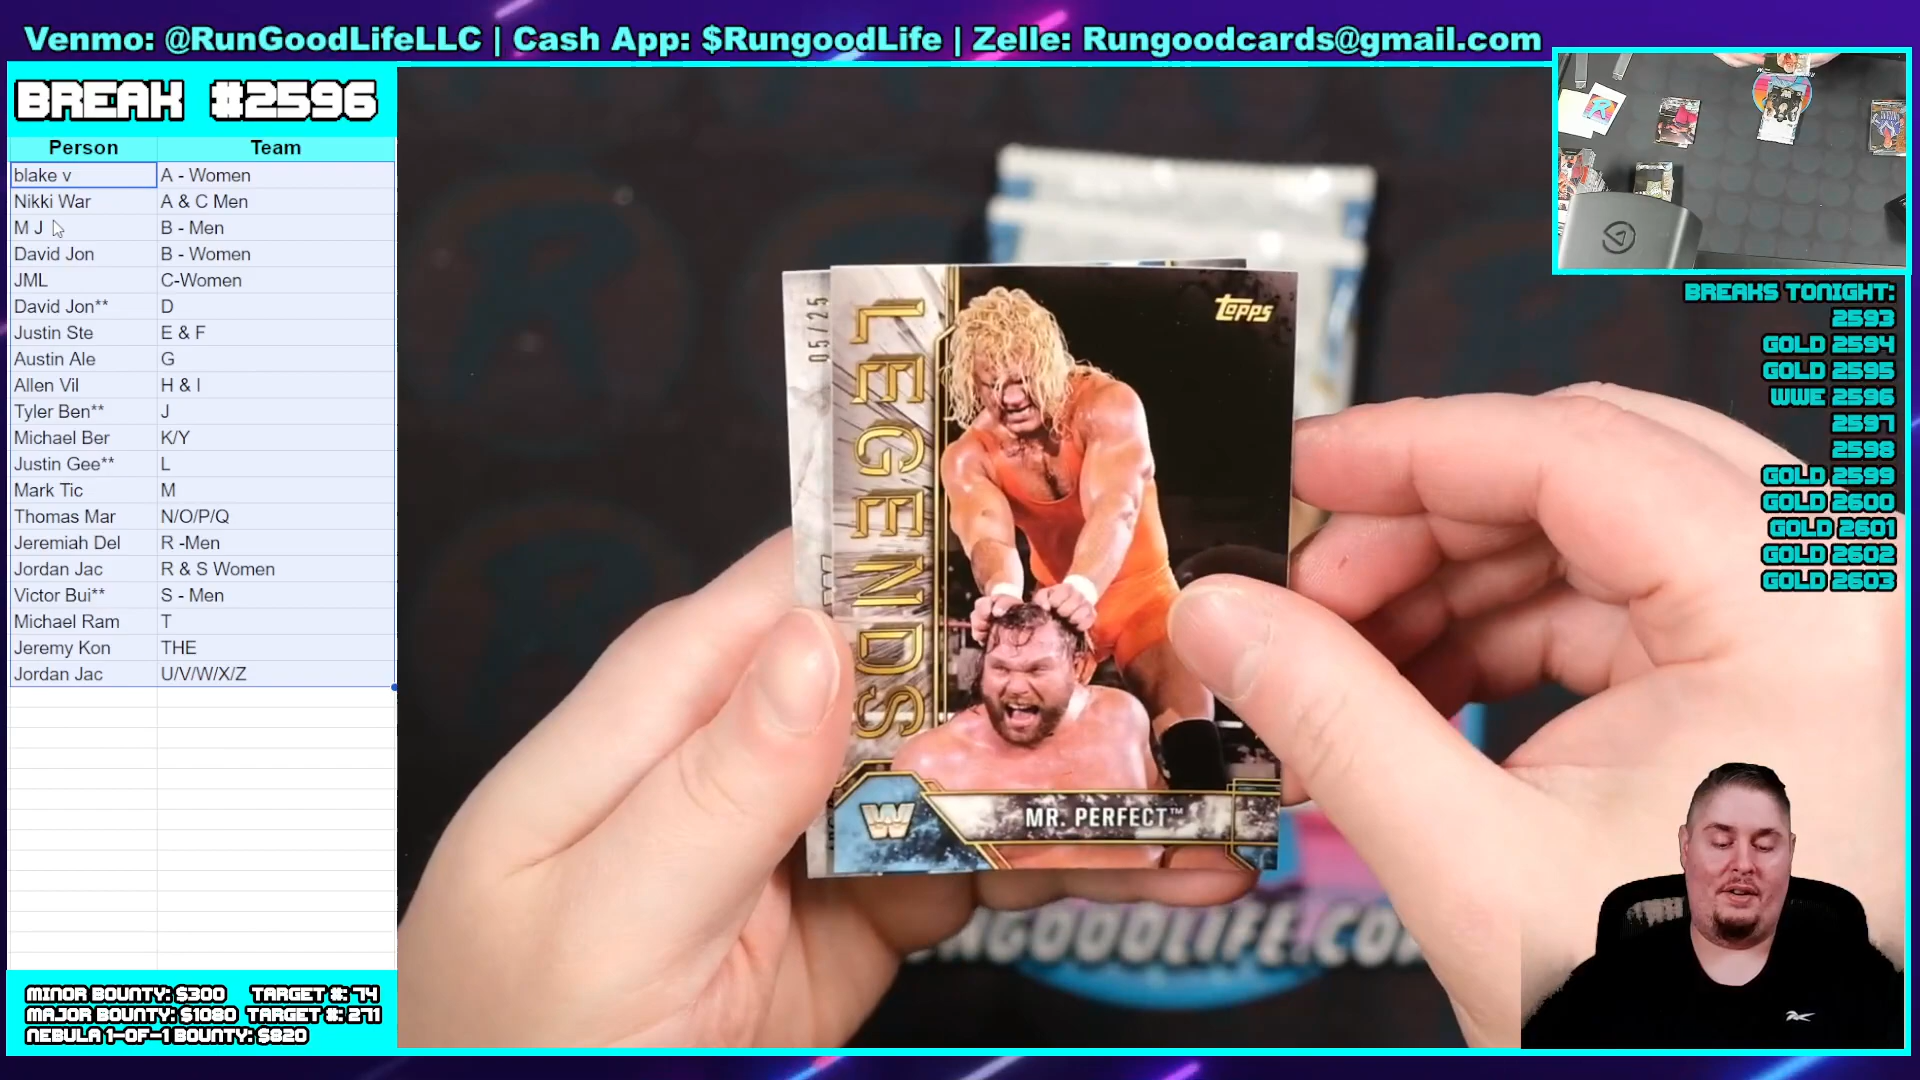 Venmo: @RunGoodLifeLLC | Cash App: $RungoodLife | Zelle: Rungoodcards@gmail.com
BREAK #2596
Person Team
blake v A - Women
Nikki War A & C Men
M J B - Men
David Jon B - Women
JML C-Women
David Jon** D
Justin Ste E & F
Austin Ale G
Allen Vil H & I
Tyler Ben** J
Michael Ber K/Y
Justin Gee** L
Mark Tic M
Thomas Mar N/O/P/Q
Jeremiah Del R -Men
Jordan Jac R & S Women
Victor Bui** S - Men
Michael Ram T
Jeremy Kon THE
Jordan Jac U/V/W/X/Z
MINOR BOUNTY: $300 TARGET #: 74
MAJOR BOUNTY: $1080 TARGET #: 271
NEBULA 1-OF-1 BOUNTY: $820
05/25
LEGENDS
Topps
W
MR. PERFECT™
NGOODLIFE.CO
R
BREAKS TONIGHT:
2593
GOLD 2594
GOLD 2595
WWE 2596
2597
2598
GOLD 2599
GOLD 2600
GOLD 2601
GOLD 2602
GOLD 2603